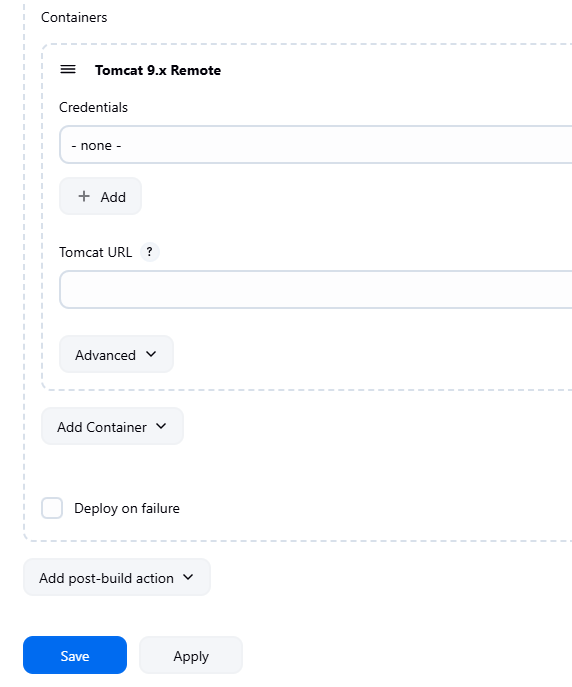 Containers
Tomcat 9.x Remote
Credentials
- none -
+ Add
Tomcat URL ?
Advanced
Add Container
Deploy on failure
Add post-build action
Save Apply